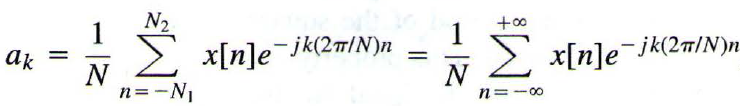 a_k = \frac{1}{N} \sum_{n=-N_1}^{N_2} x[n]e^{-jk(2\pi/N)n} = \frac{1}{N} \sum_{n=-\infty}^{+\infty} x[n]e^{-jk(2\pi/N)n}